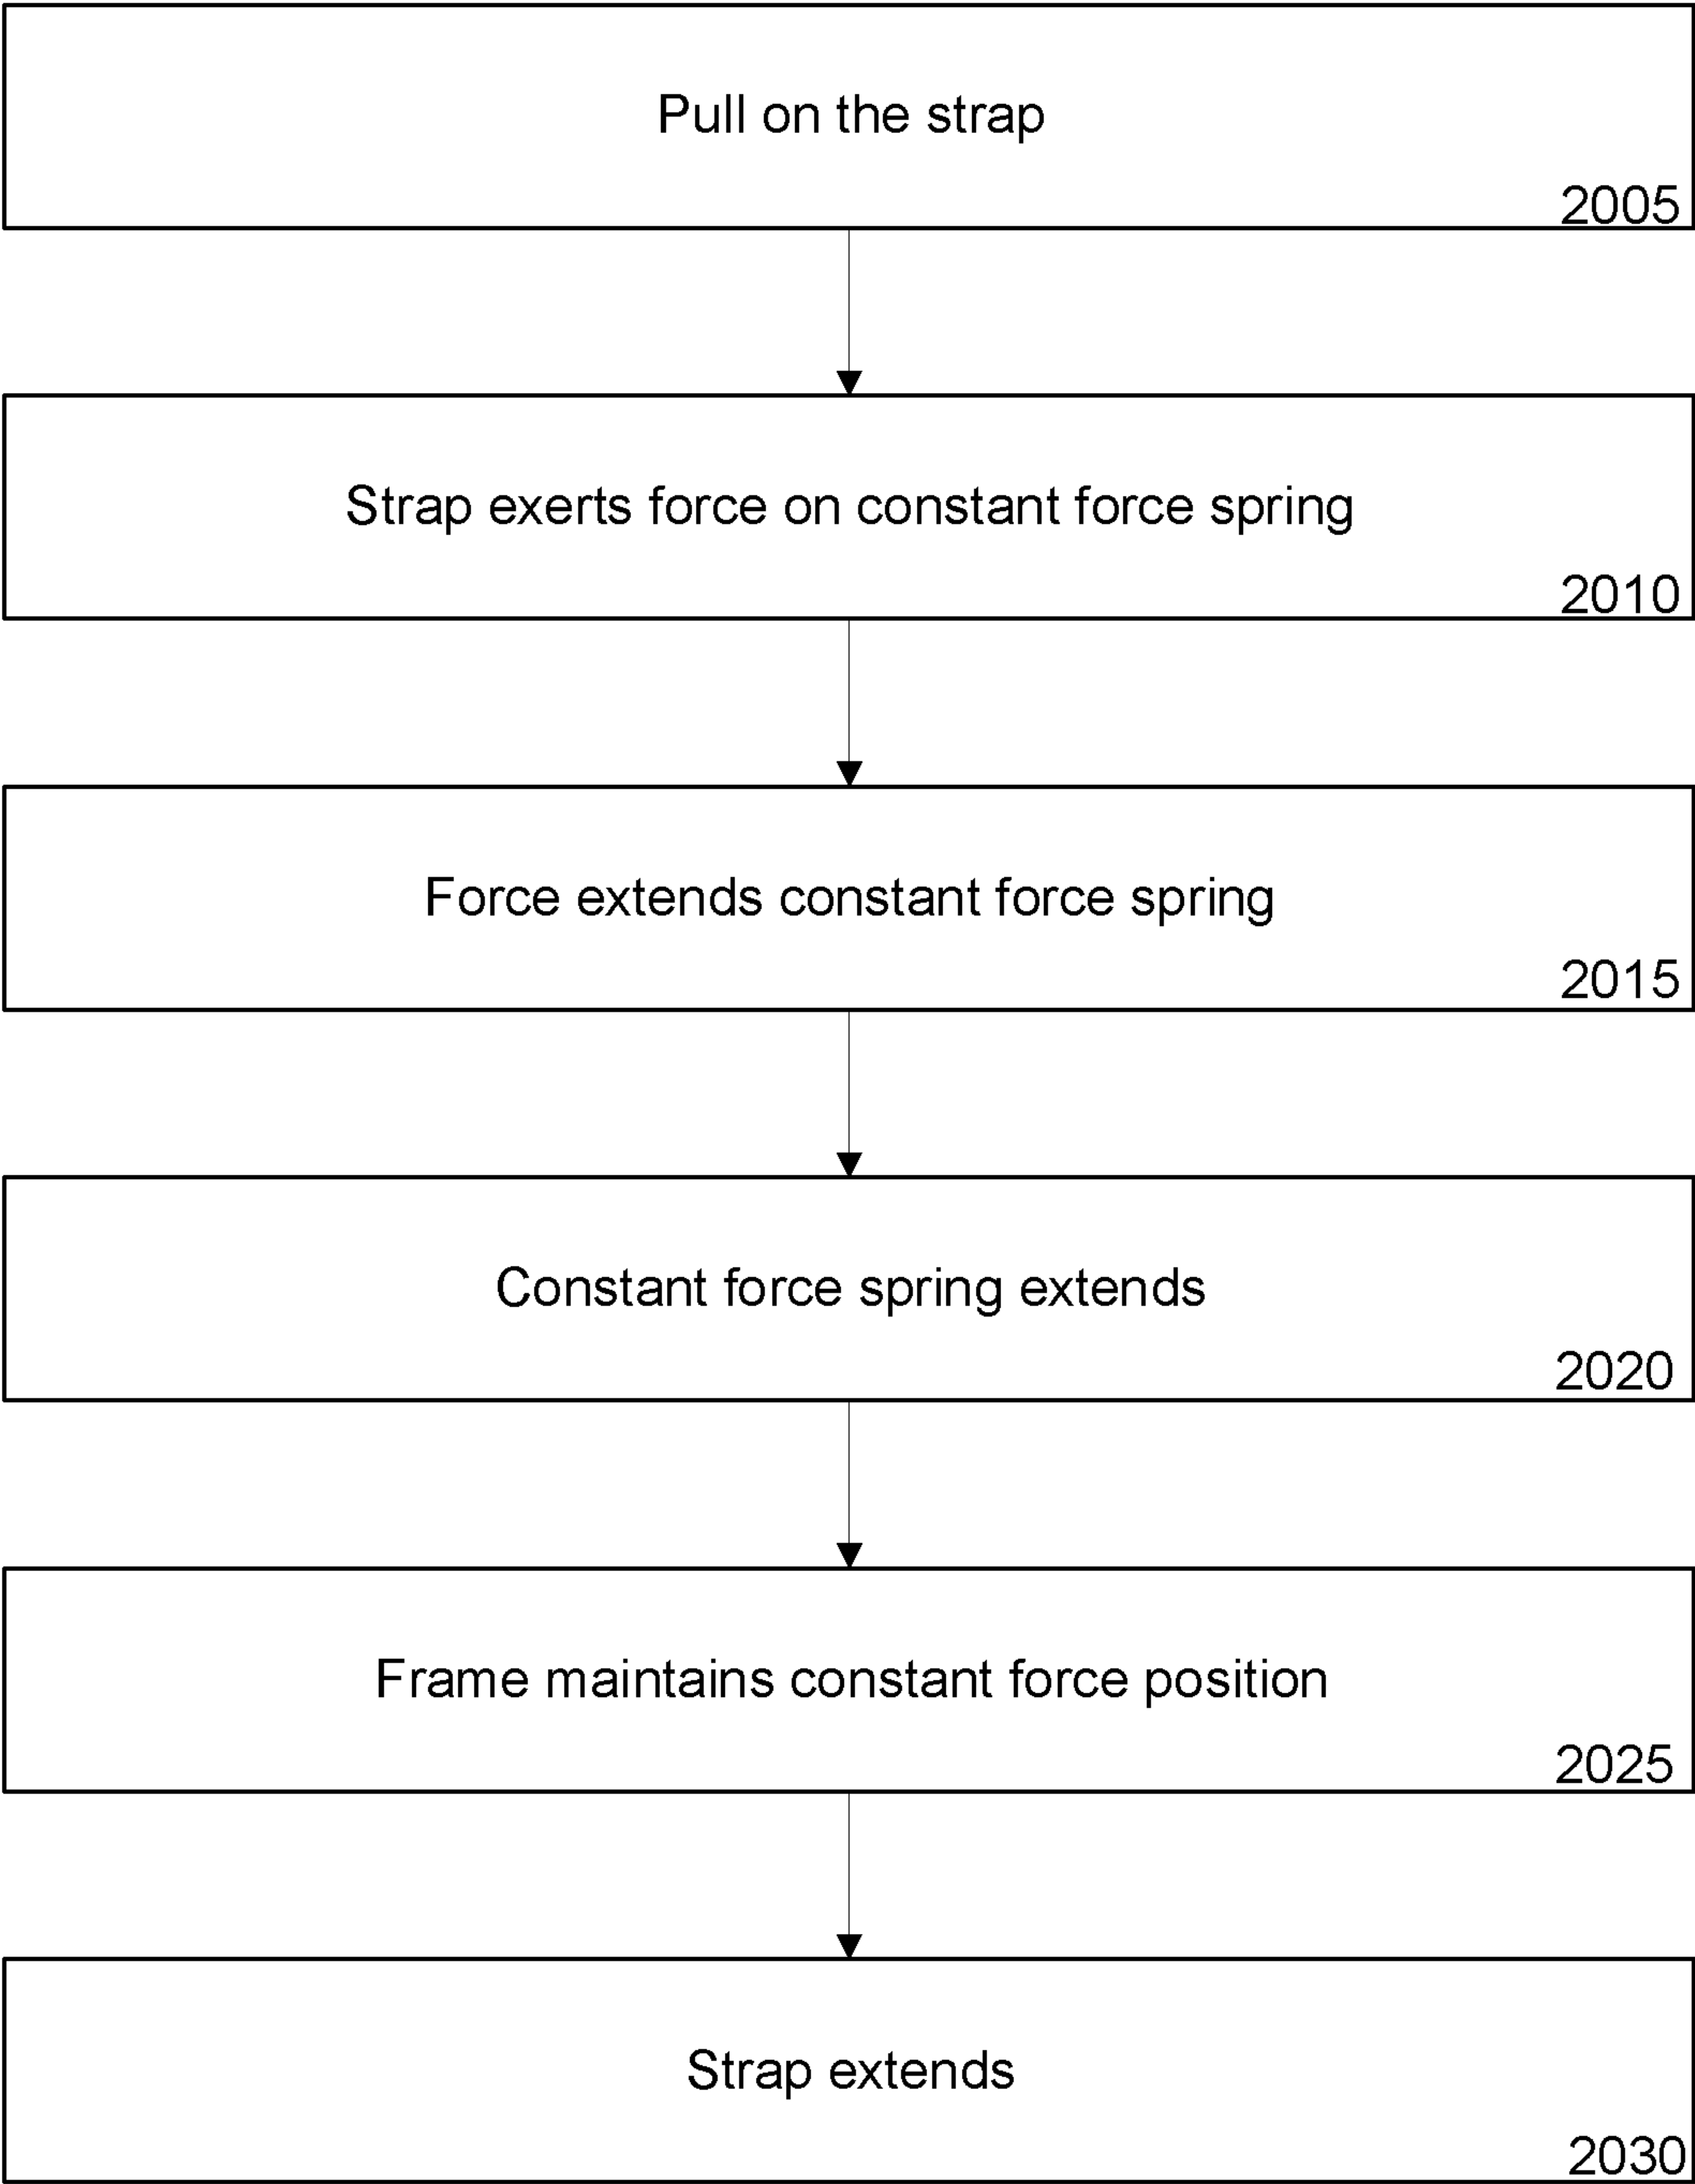 Pull on the strap
2005
Strap exerts force on constant force spring
2010
Force extends constant force spring
2015
Constant force spring extends
2020
Frame maintains constant force position
2025
Strap extends
2030